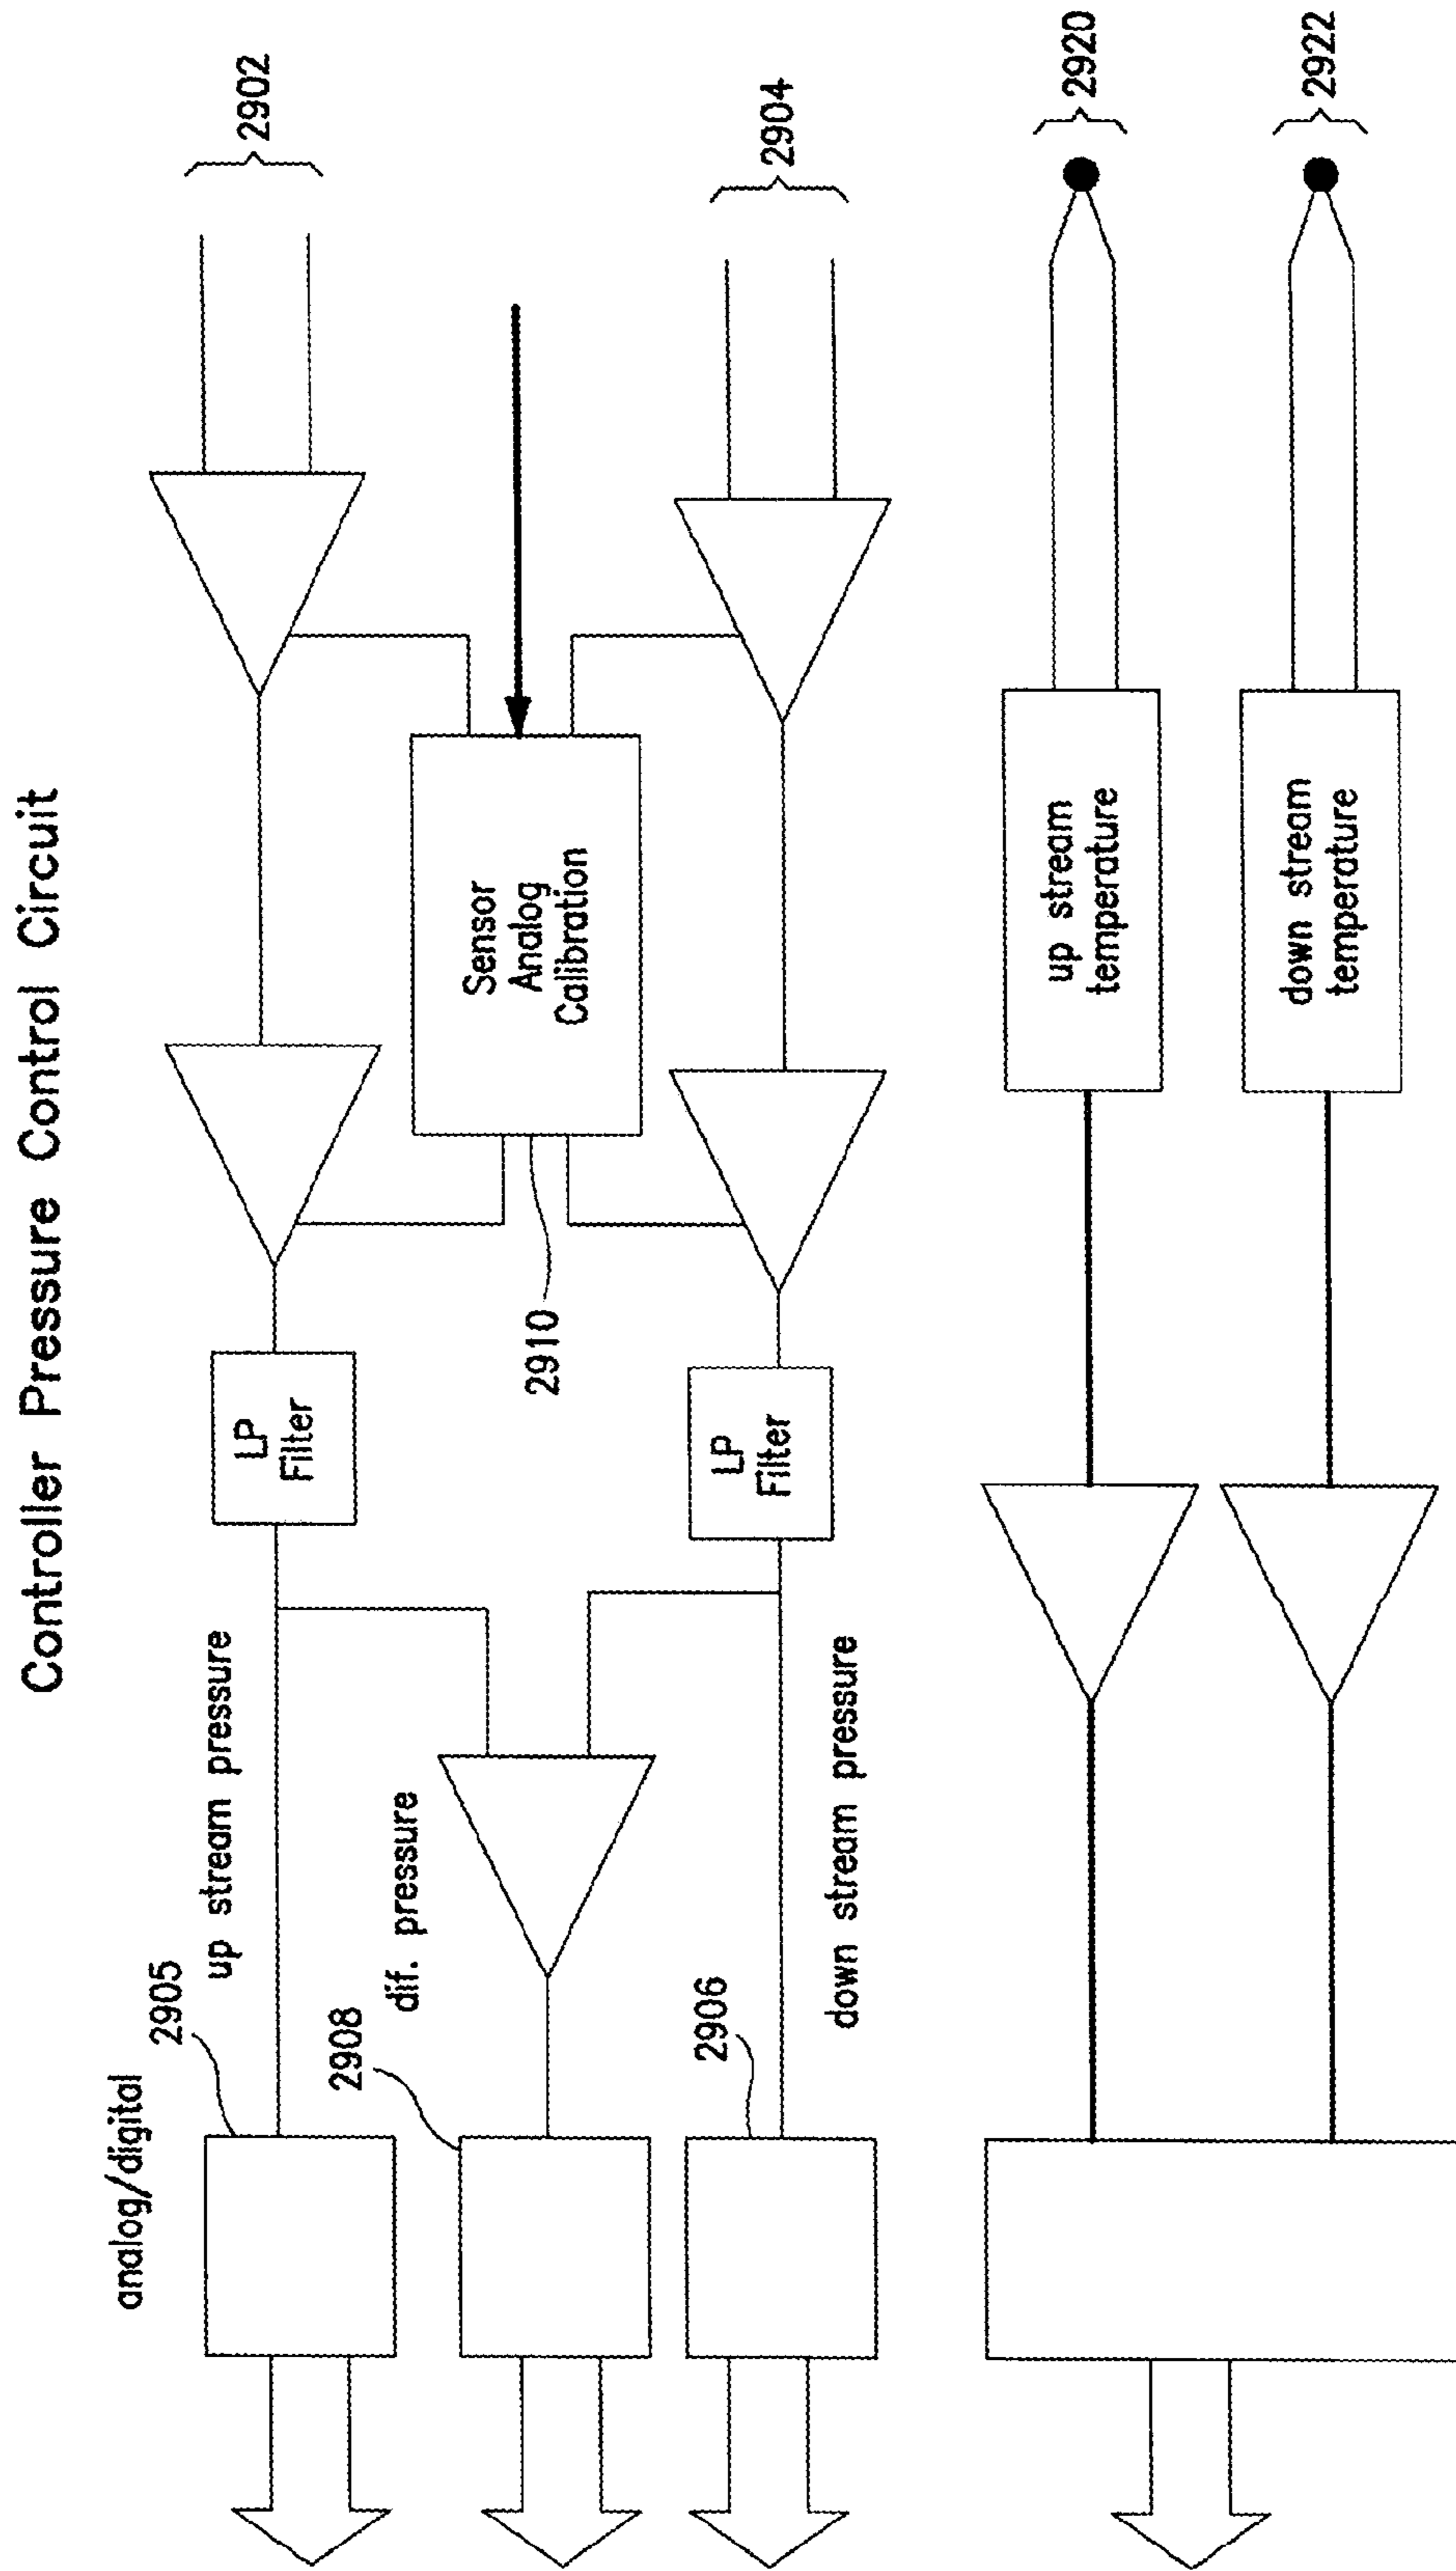 Controller Pressure Control Circuit
2902
2904
2920
2922
Sensor
Analog
Calibration
2910
up stream
temperature
down stream
temperature
LP
Filter
LP
Filter
up stream pressure
dif. pressure
down stream pressure
analog/digital
2905
2908
2906